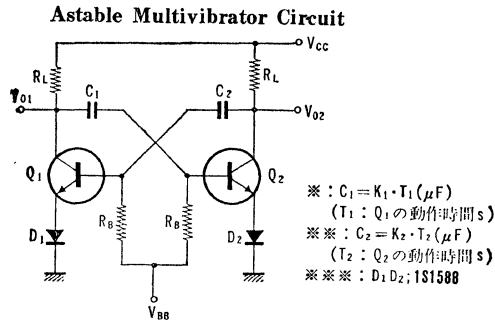 Astable Multivibrator Circuit
VCC
RL
C1
C2
RL
V01
V02
Q1
Q2
RB
RB
D1
D2
VBB
※: C1=K1·T1(μF)
(T1: Q1の動作時間s)
※※: C2=K2·T2(μF)
(T2: Q2の動作時間s)
※※※: D1D2;1S1588